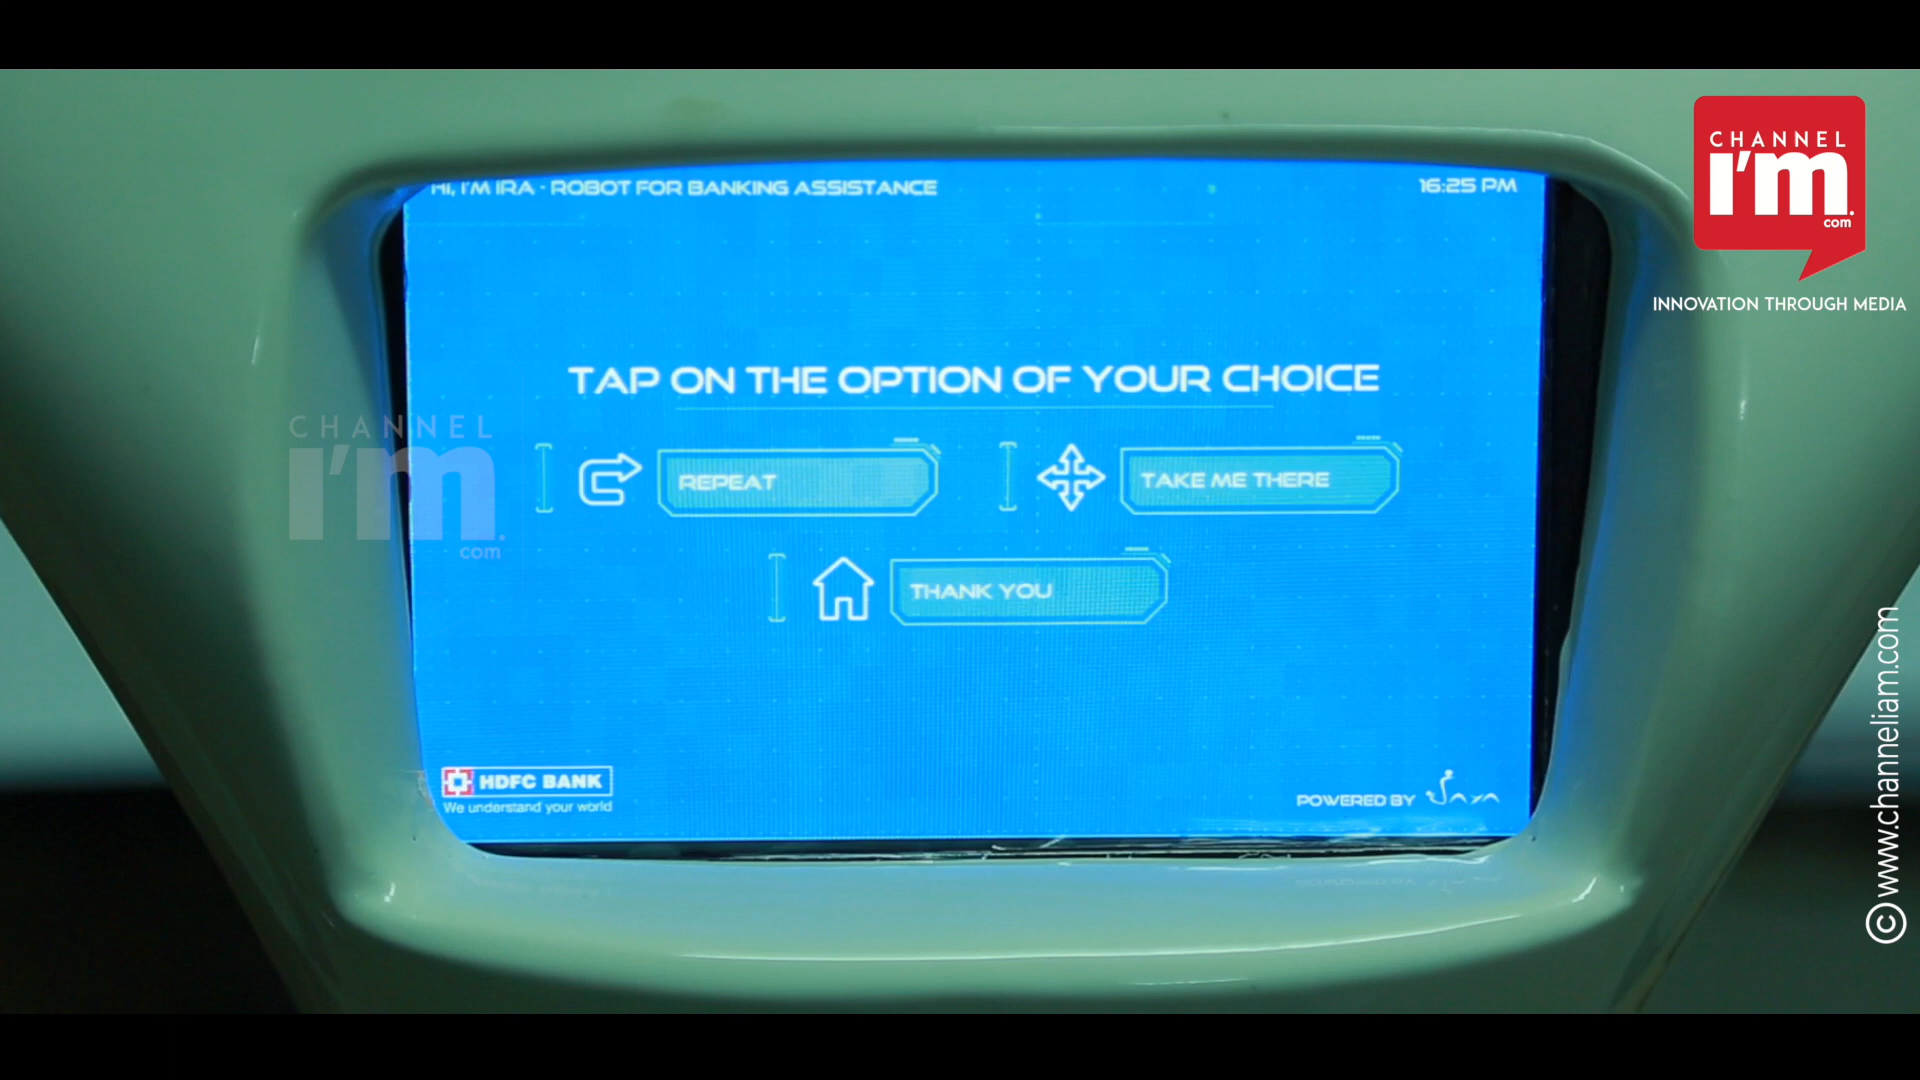 HI, I'M IRA - ROBOT FOR BANKING ASSISTANCE
16:25 PM
TAP ON THE OPTION OF YOUR CHOICE
REPEAT
TAKE ME THERE
THANK YOU
HDFC BANK
We understand your world
POWERED BY
CHANNEL
i'm.
com
INNOVATION THROUGH MEDIA
CHANNEL
i'm.
com
© www.channeliam.com